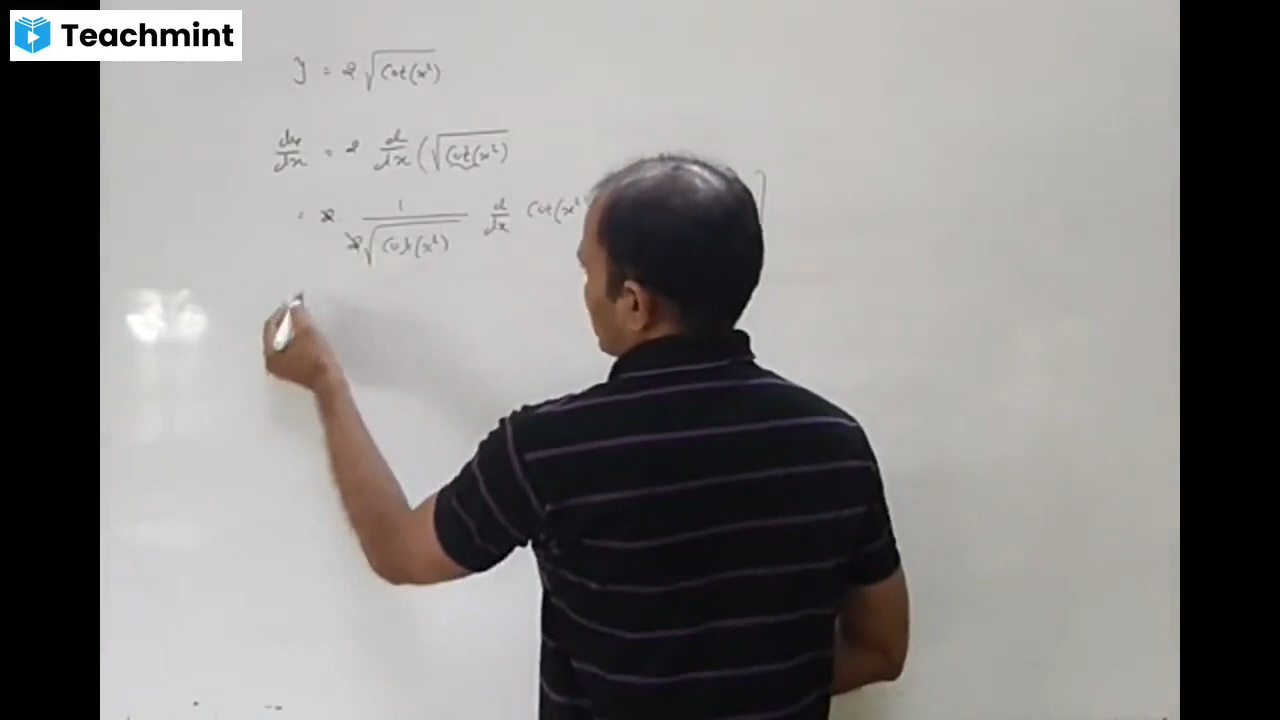 Teachmint
y = 2 √cot(x²)
dy/dx = 2 d/dx (√cot(x²)
= 2 1/2√cot(x²) d/dx cot(x²